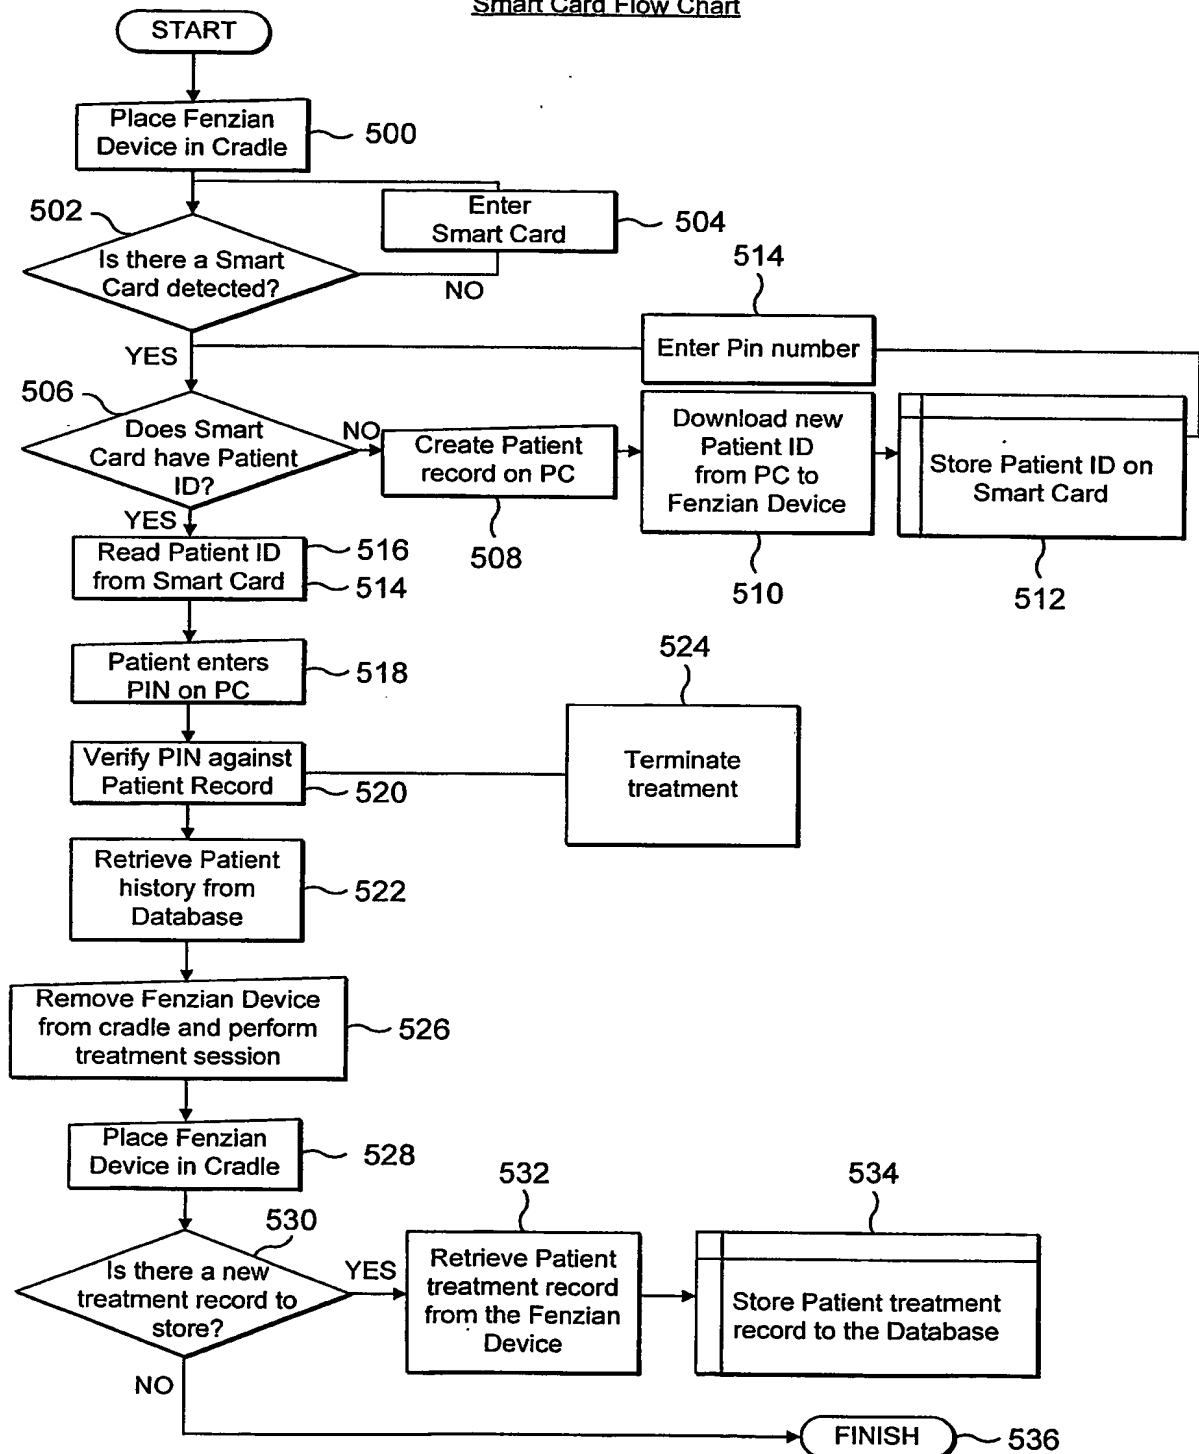 Smart Card Flow Chart
START
Place Fenzian
Device in Cradle
500
502
Enter
Smart Card
504
Is there a Smart
Card detected?
NO
514
YES
Enter Pin number
506
Does Smart
Card have Patient
ID?
NO
Create Patient
record on PC
508
Download new
Patient ID
from PC to
Fenzian Device
510
Store Patient ID on
Smart Card
512
YES
Read Patient ID
from Smart Card
516
514
Patient enters
PIN on PC
518
524
Verify PIN against
Patient Record
520
Terminate
treatment
Retrieve Patient
history from
Database
522
Remove Fenzian Device
from cradle and perform
treatment session
526
Place Fenzian
Device in Cradle
528
530
Is there a new
treatment record to
store?
YES
532
Retrieve Patient
treatment record
from the Fenzian
Device
534
Store Patient treatment
record to the Database
NO
FINISH
536